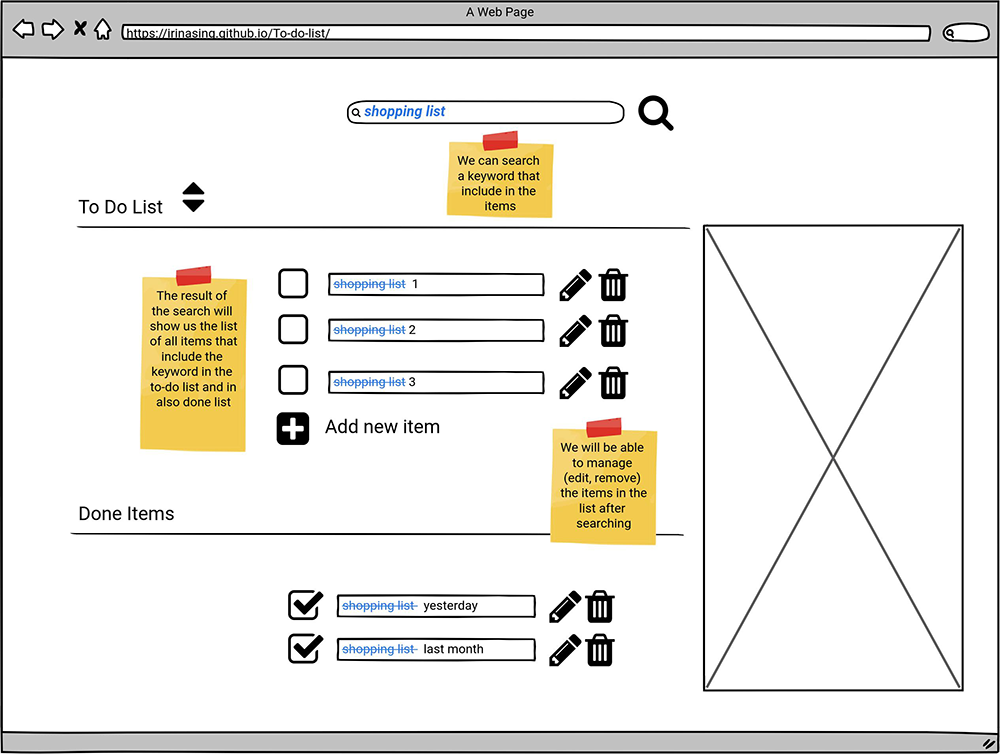 A Web Page
https://irinasing.github.io/To-do-list/
shopping list
We can search
a keyword that
include in the
items
To Do List
The result of
the search will
show us the list
of all items that
include the
keyword in the
to-do list and in
also done list
shopping list 1
shopping list 2
shopping list 3
Add new item
We will be able
to manage
(edit, remove)
the items in the
list after
searching
Done Items
shopping list yesterday
shopping list last month